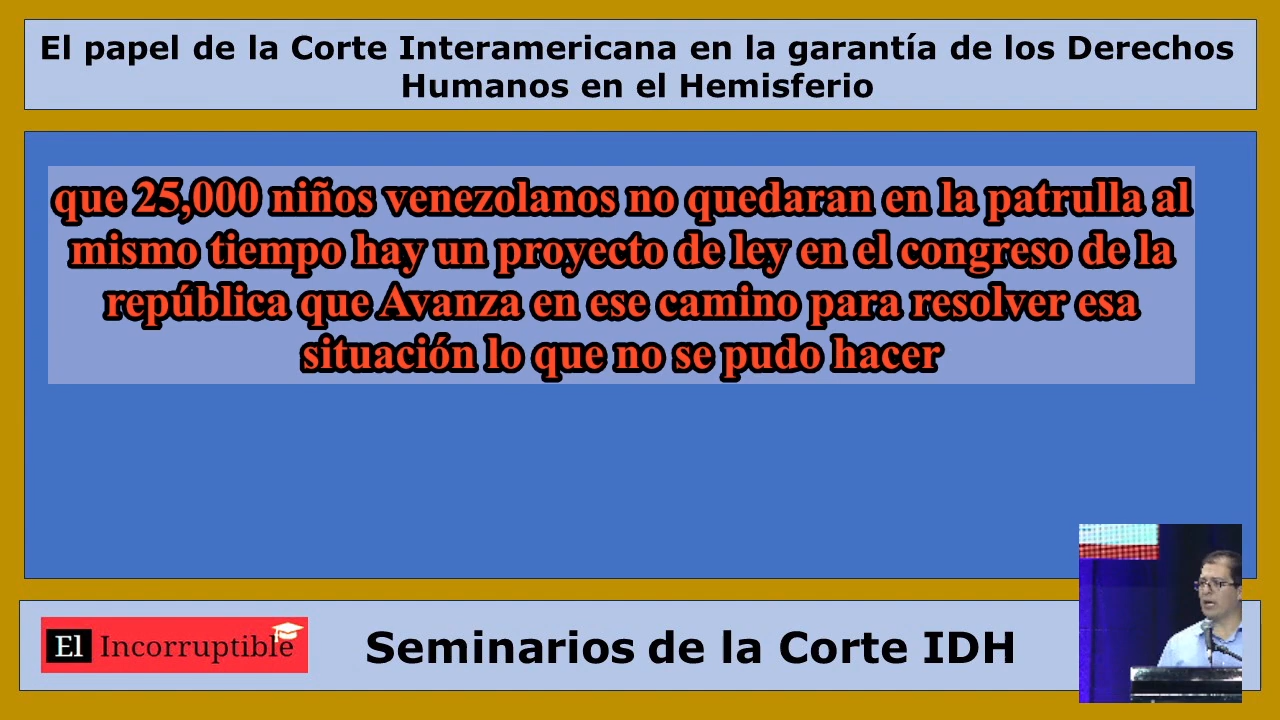 El papel de la Corte Interamericana en la garantía de los Derechos
Humanos en el Hemisferio
que 25,000 niños venezolanos no quedaran en la patrulla al
mismo tiempo hay un proyecto de ley en el congreso de la
república que Avanza en ese camino para resolver esa
situación lo que no se pudo hacer
El Incorruptible
Seminarios de la Corte IDH